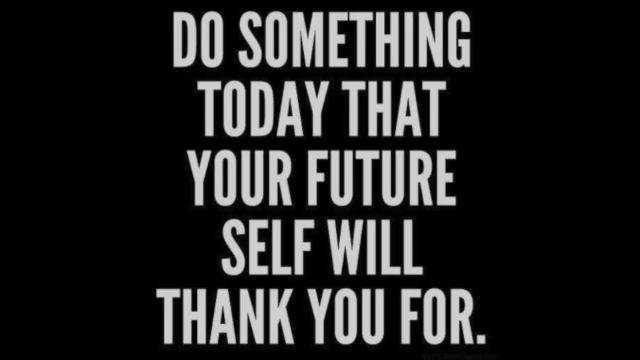 DO SOMETHING
TODAY THAT
YOUR FUTURE
SELF WILL
THANK YOU FOR.